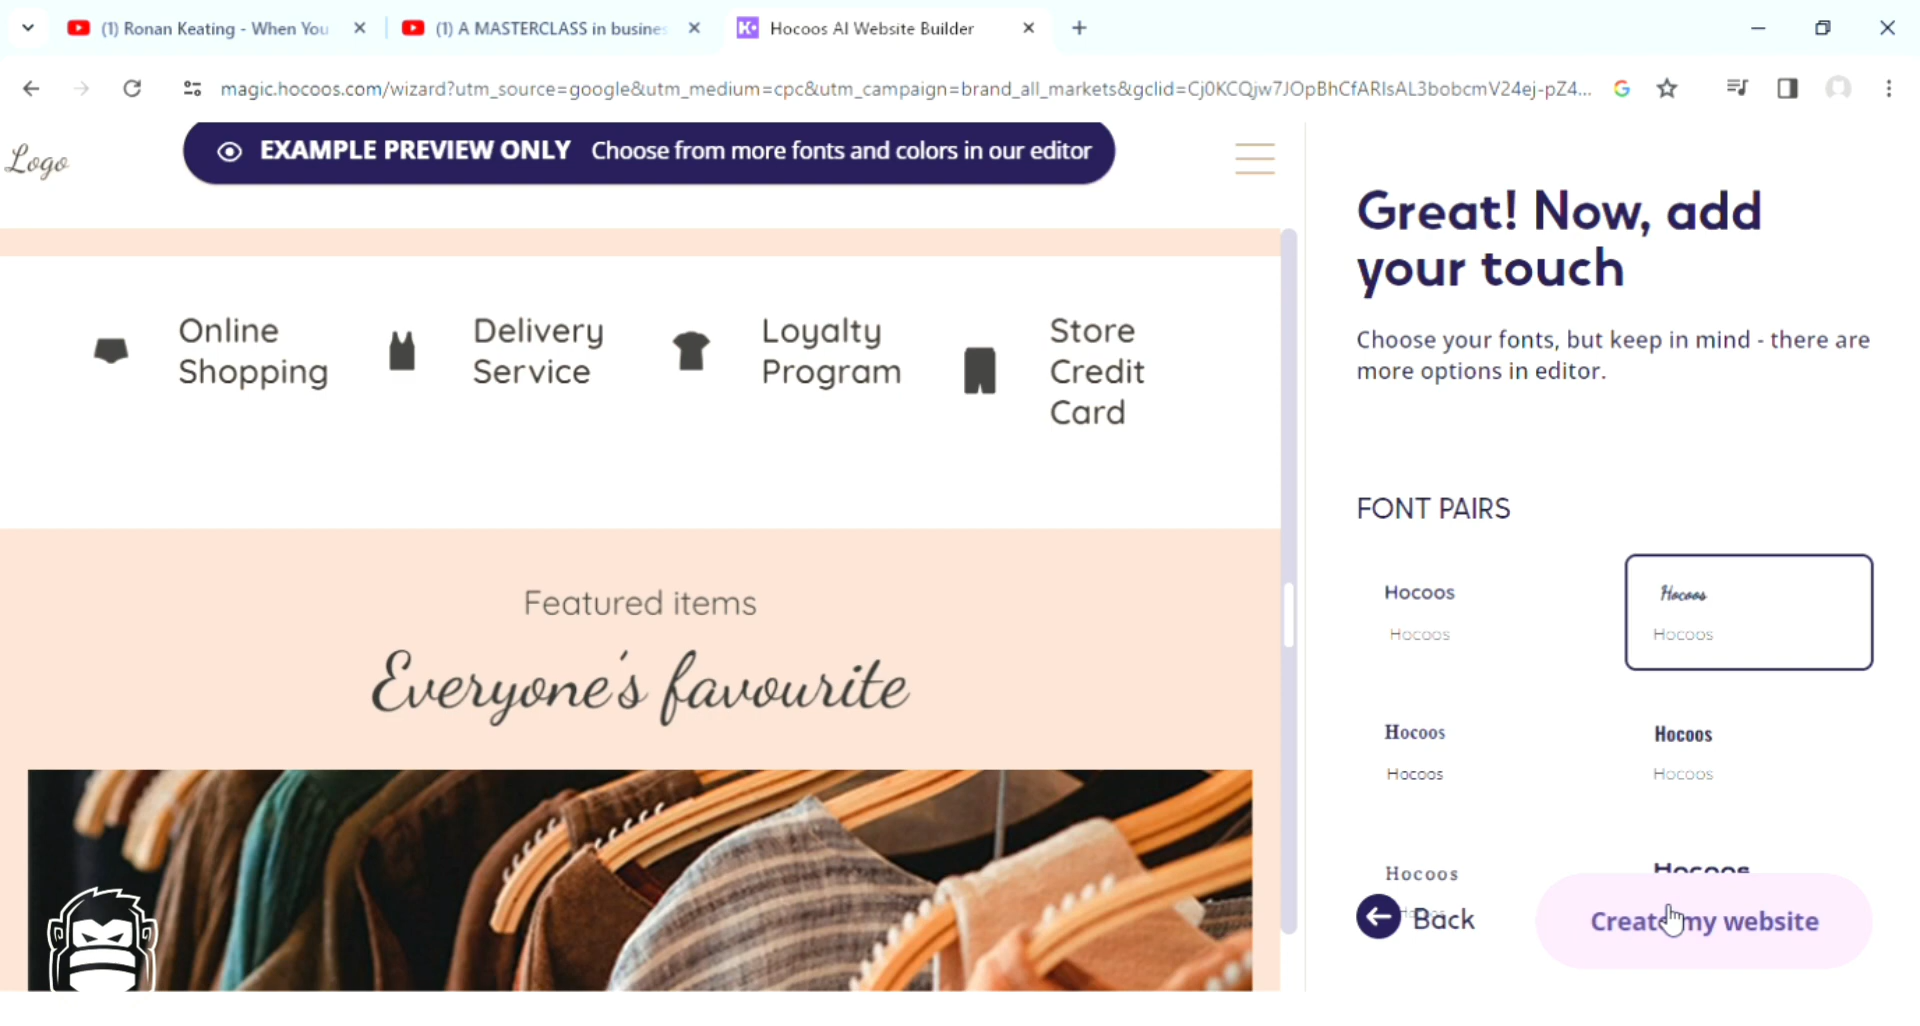 (1) Ronan Keating - When You
(1) A MASTERCLASS in busines
Hocoos AI Website Builder
magic.hocoos.com/wizard?utm_source=google&utm_medium=cpc&utm_campaign=brand_all_markets&gclid=Cj0KCQjw7JOpBhCfARIsAL3bobcmV24ej-pZ4...
Logo
EXAMPLE PREVIEW ONLY Choose from more fonts and colors in our editor
Online
Shopping
Delivery
Service
Loyalty
Program
Store
Credit
Card
Featured items
Everyone's favourite
Great! Now, add
your touch
Choose your fonts, but keep in mind - there are
more options in editor.
FONT PAIRS
Hocoos
Hocoos
Hocoos
Hocoos
Hocoos
Hocoos
Hocoos
Hocoos
Hocoos
Hocoos
Back
Create my website